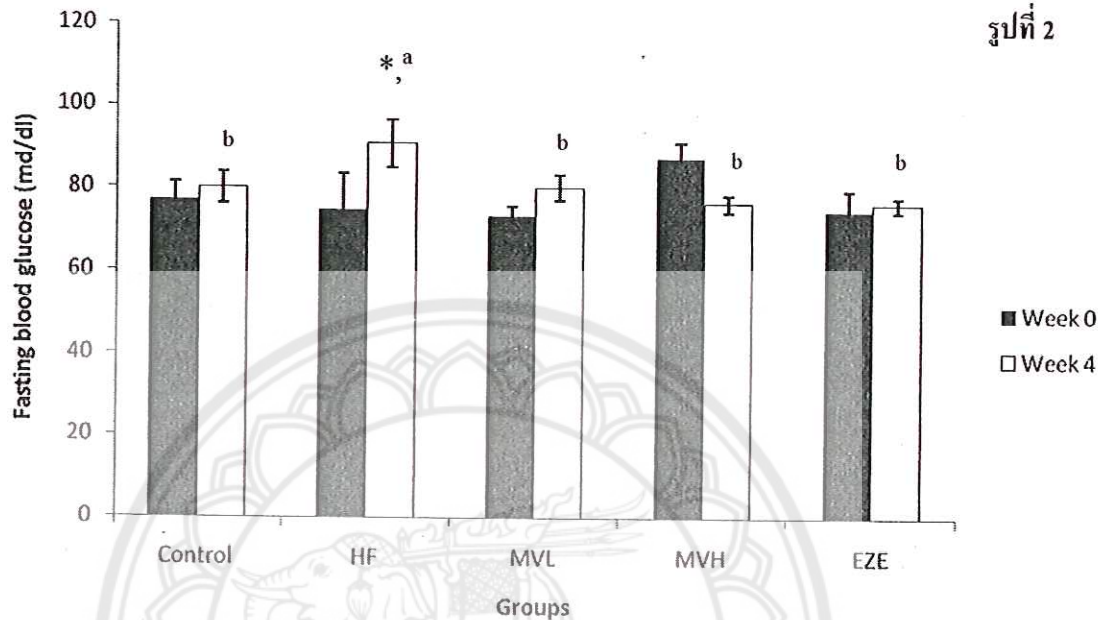 รูปที่ 2
120
100
80
60
40
20
0
Fasting blood glucose (md/dl)
b
*,a
b
b
b
Control
HF
MVL
MVH
EZE
Groups
Week 0
Week 4